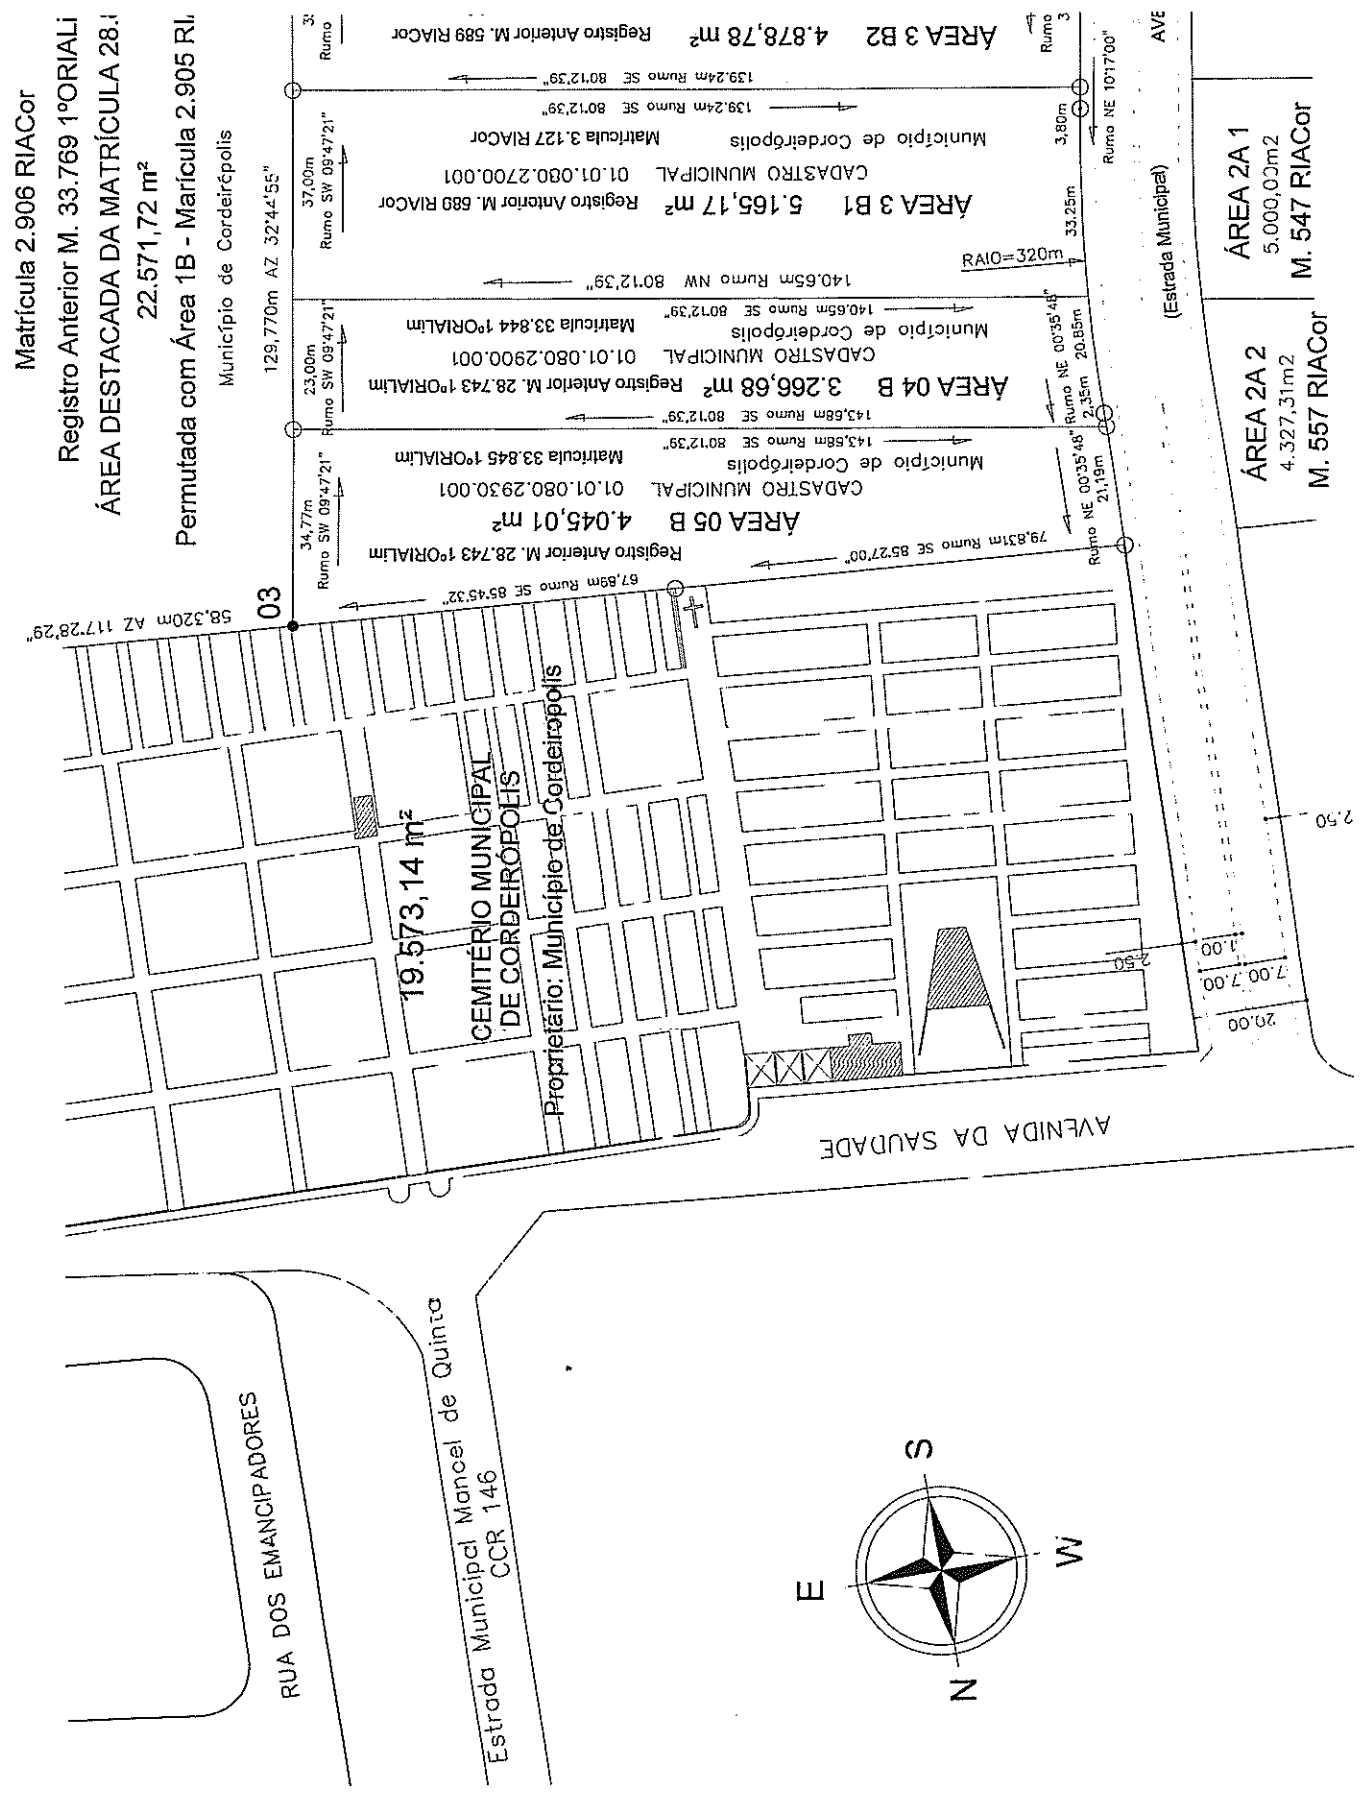 Matrícula 2.906 RIACor
Registro Anterior M. 33.769 1ºORIALI
ÁREA DESTACADA DA MATRÍCULA 28.
22.571,72 m²
Permutada com Área 1B - Marícula 2.905 RI
Município de Cordeirópolis
129,770m AZ 32°44'55"
58,320m AZ 117°28'29"
03
ÁREA 3 B2 4.878,78 m² Registro Anterior M. 589 RIACor
Rumo
Rumo
3
139.24m Rumo SE 80°12'39"
139.24m Rumo SE 80°12'39"
Município de Cordeirópolis Matrícula 3.127 RIACor
CADASTRO MUNICIPAL 01.01.080.2700.001
ÁREA 3 B1 5.165,17 m² Registro Anterior M. 589 RIACor
37,00m
Rumo SW 09°47'21"
3,80m
Rumo NE 10°17'00"
33.25m
RAIO=320m
140.65m Rumo NW 80°12'39"
140.65m Rumo SE 80°12'39"
Município de Cordeirópolis Matrícula 33.844 1ºORIALim
CADASTRO MUNICIPAL 01.01.080.2900.001
ÁREA 04 B 3.266,68 m² Registro Anterior M. 28.743 1ºORIALim
23,00m
Rumo SW 09°47'21"
Rumo NE 00°35'48"
2,35m 20.85m
143,68m Rumo SE 80°12'39"
143,68m Rumo SE 80°12'39"
Município de Cordeirópolis Matrícula 33.845 1ºORIALim
CADASTRO MUNICIPAL 01.01.080.2930.001
ÁREA 05 B 4.045,01 m²
Registro Anterior M. 28.743 1ºORIALim
34,77m
Rumo SW 09°47'21"
Rumo NE 00°35'48"
21,19m
67,89m Rumo SE 85°45'32"
79,831m Rumo SE 85°27'00"
AVE
(Estrada Municipal)
ÁREA 2A 1
5.000,00m2
M. 547 RIACor
ÁREA 2A 2
4.327,31m2
M. 557 RIACor
19.573,14 m²
CEMITÉRIO MUNICIPAL
DE CORDEIRÓPOLIS
Proprietário: Município de Cordeiropolis
2.50
2.50
1.00
7.00 7.00
20.00
AVENIDA DA SAUDADE
RUA DOS EMANCIPADORES
Estrada Municipal Manoel de Quinta
CCR 146
N
S
E
W